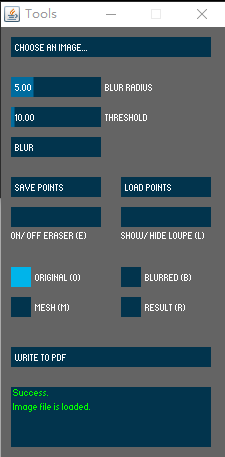 Tools
CHOOSE AN IMAGE...
5.00 BLUR RADIUS
10.00 THRESHOLD
BLUR
SAVE POINTS LOAD POINTS
ON/OFF ERASER (E) SHOW/HIDE LOUPE (L)
ORIGINAL (O) BLURRED (B)
MESH (M) RESULT (R)
WRITE TO PDF
Success.
Image file is loaded.